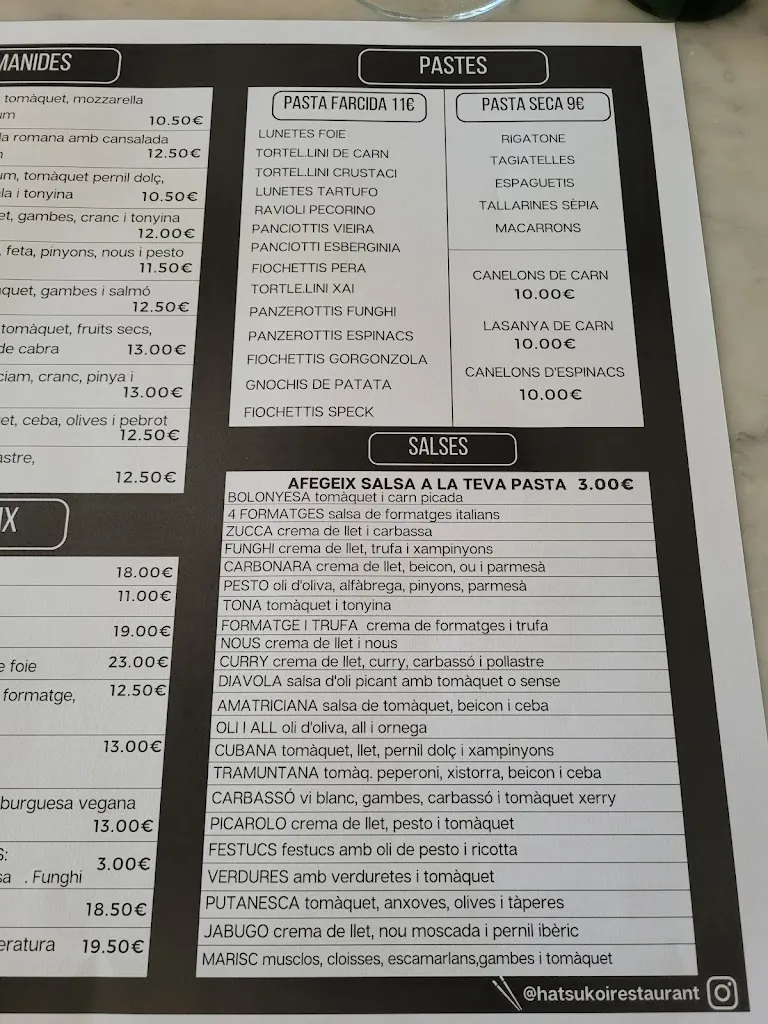 MANIDES
tomàquet, mozzarella
um
10.50€
la romana amb cansalada
12.50€
um, tomàquet pernil dolç,
la i tonyina
10.50€
et, gambes, cranc i tonyina
12.00€
, feta, pinyons, nous i pesto
11.50€
quet, gambes i salmó
12.50€
tomàquet, fruits secs,
de cabra
13.00€
ciam, cranc, pinya i
13.00€
et, ceba, olives i pebrot
12.50€
astre,
12.50€
IX
18.00€
11.00€
19.00€
e foie
23.00€
formatge,
12.50€
13.00€
burguesa vegana
13.00€
S:
3.00€
sa . Funghi
18.50€
eratura
19.50€
PASTES
PASTA FARCIDA 11€
LUNETES FOIE
TORTEL.LINI DE CARN
TORTEL.LINI CRUSTACI
LUNETES TARTUFO
RAVIOLI PECORINO
PANCIOTTIS VIEIRA
PANCIOTTI ESBERGINIA
FIOCHETTIS PERA
TORTLE.LINI XAI
PANZEROTTIS FUNGHI
PANZEROTTIS ESPINACS
FIOCHETTIS GORGONZOLA
GNOCHIS DE PATATA
FIOCHETTIS SPECK
PASTA SECA 9€
RIGATONE
TAGIATELLES
ESPAGUETIS
TALLARINES SÈPIA
MACARRONS
CANELONS DE CARN
10.00€
LASANYA DE CARN
10.00€
CANELONS D'ESPINACS
10.00€
SALSES
AFEGEIX SALSA A LA TEVA PASTA 3.00€
BOLONYESA tomàquet i carn picada
4 FORMATGES salsa de formatges italians
ZUCCA crema de llet i carbassa
FUNGHI crema de llet, trufa i xampinyons
CARBONARA crema de llet, beicon, ou i parmesà
PESTO oli d'oliva, alfàbrega, pinyons, parmesà
TONA tomàquet i tonyina
FORMATGE I TRUFA crema de formatges i trufa
NOUS crema de llet i nous
CURRY crema de llet, curry, carbassó i pollastre
DIAVOLA salsa d'oli picant amb tomàquet o sense
AMATRICIANA salsa de tomàquet, beicon i ceba
OLI I ALL oli d'oliva, all i ornega
CUBANA tomàquet, llet, pernil dolç i xampinyons
TRAMUNTANA tomàq. peperoni, xistorra, beicon i ceba
CARBASSÓ vi blanc, gambes, carbassó i tomàquet xerry
PICAROLO crema de llet, pesto i tomàquet
FESTUCS festucs amb oli de pesto i ricotta
VERDURES amb verduretes i tomàquet
PUTANESCA tomàquet, anxoves, olives i tàperes
JABUGO crema de llet, nou moscada i pernil ibèric
MARISC musclos, cloisses, escamarlans,gambes i tomàquet
@hatsukoirestaurant